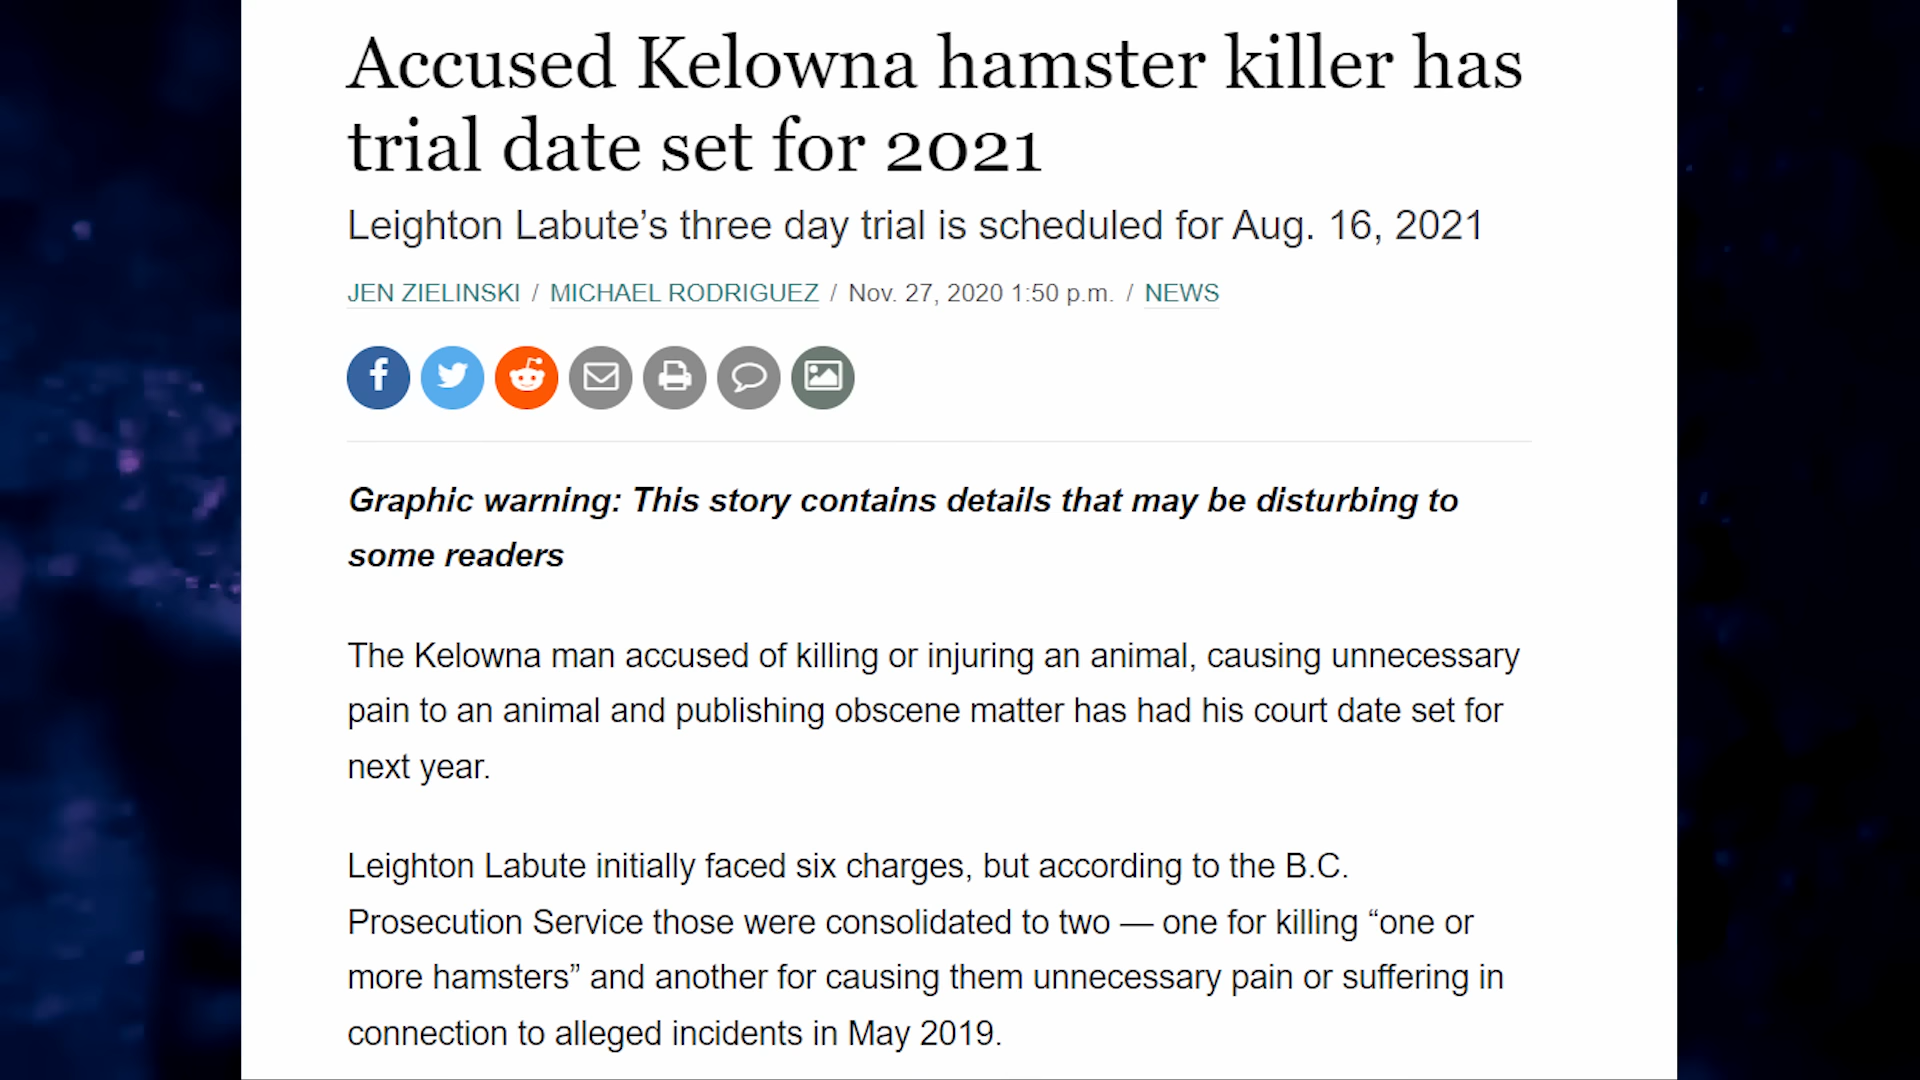 Accused Kelowna hamster killer has
trial date set for 2021
Leighton Labute’s three day trial is scheduled for Aug. 16, 2021
JEN ZIELINSKI / MICHAEL RODRIGUEZ / Nov. 27, 2020 1:50 p.m. / NEWS
Graphic warning: This story contains details that may be disturbing to
some readers
The Kelowna man accused of killing or injuring an animal, causing unnecessary
pain to an animal and publishing obscene matter has had his court date set for
next year.
Leighton Labute initially faced six charges, but according to the B.C.
Prosecution Service those were consolidated to two — one for killing “one or
more hamsters” and another for causing them unnecessary pain or suffering in
connection to alleged incidents in May 2019.